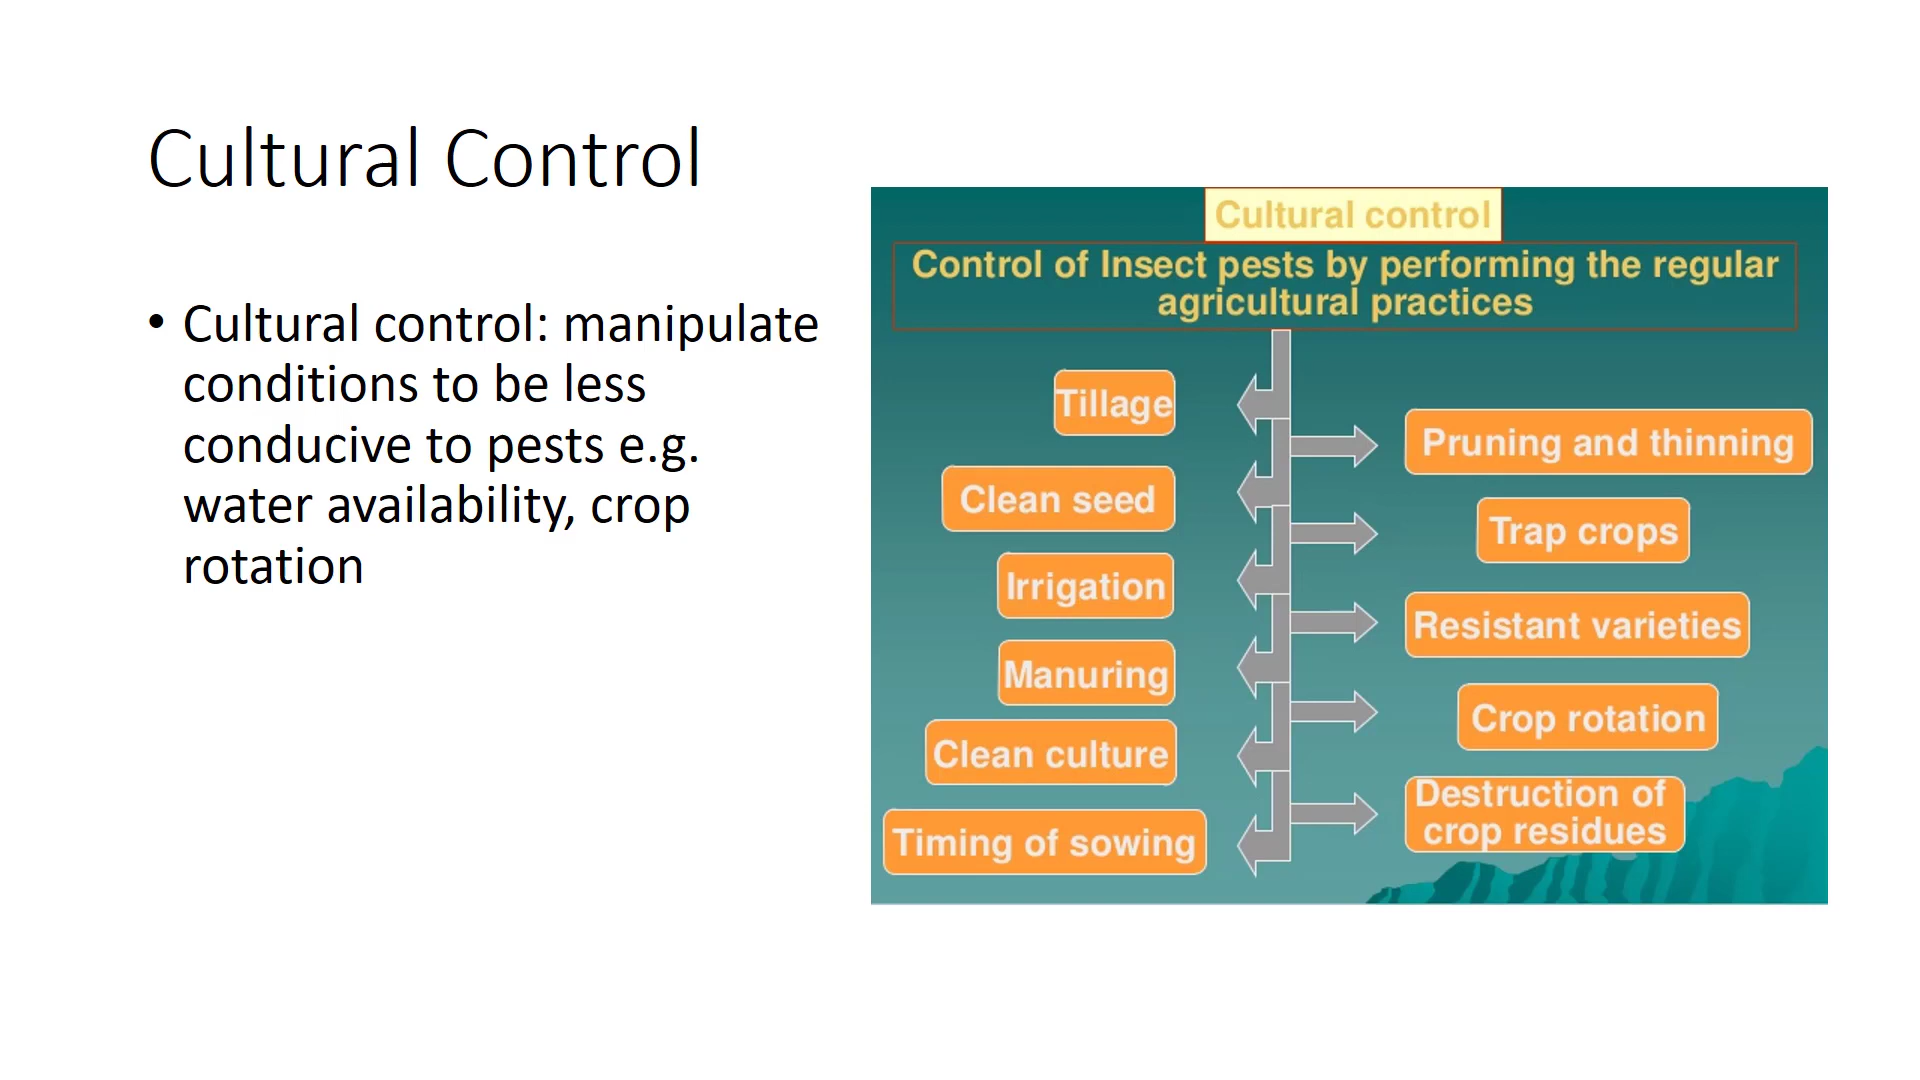 Cultural Control
• Cultural control: manipulate
conditions to be less
conducive to pests e.g.
water availability, crop
rotation
Cultural control
Control of Insect pests by performing the regular
agricultural practices
Tillage
Clean seed
Irrigation
Manuring
Clean culture
Timing of sowing
Pruning and thinning
Trap crops
Resistant varieties
Crop rotation
Destruction of
crop residues